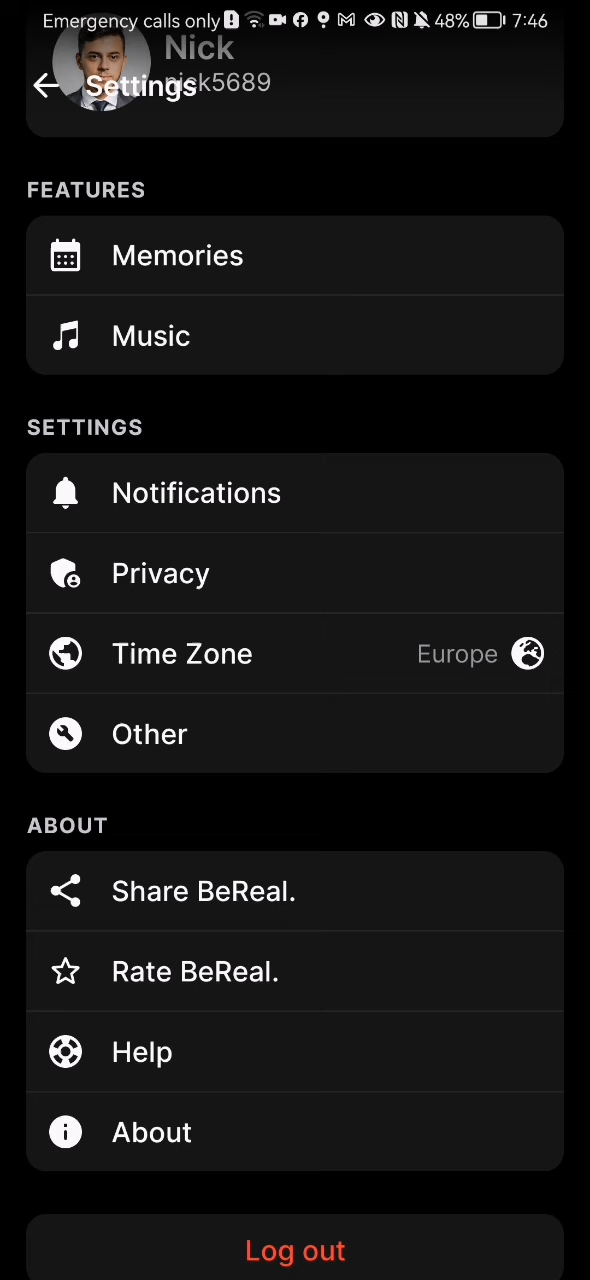 Emergency calls only 48% 7:46
Nick
nick5689
Settings
FEATURES
Memories
Music
SETTINGS
Notifications
Privacy
Time Zone Europe
Other
ABOUT
Share BeReal.
Rate BeReal.
Help
About
Log out